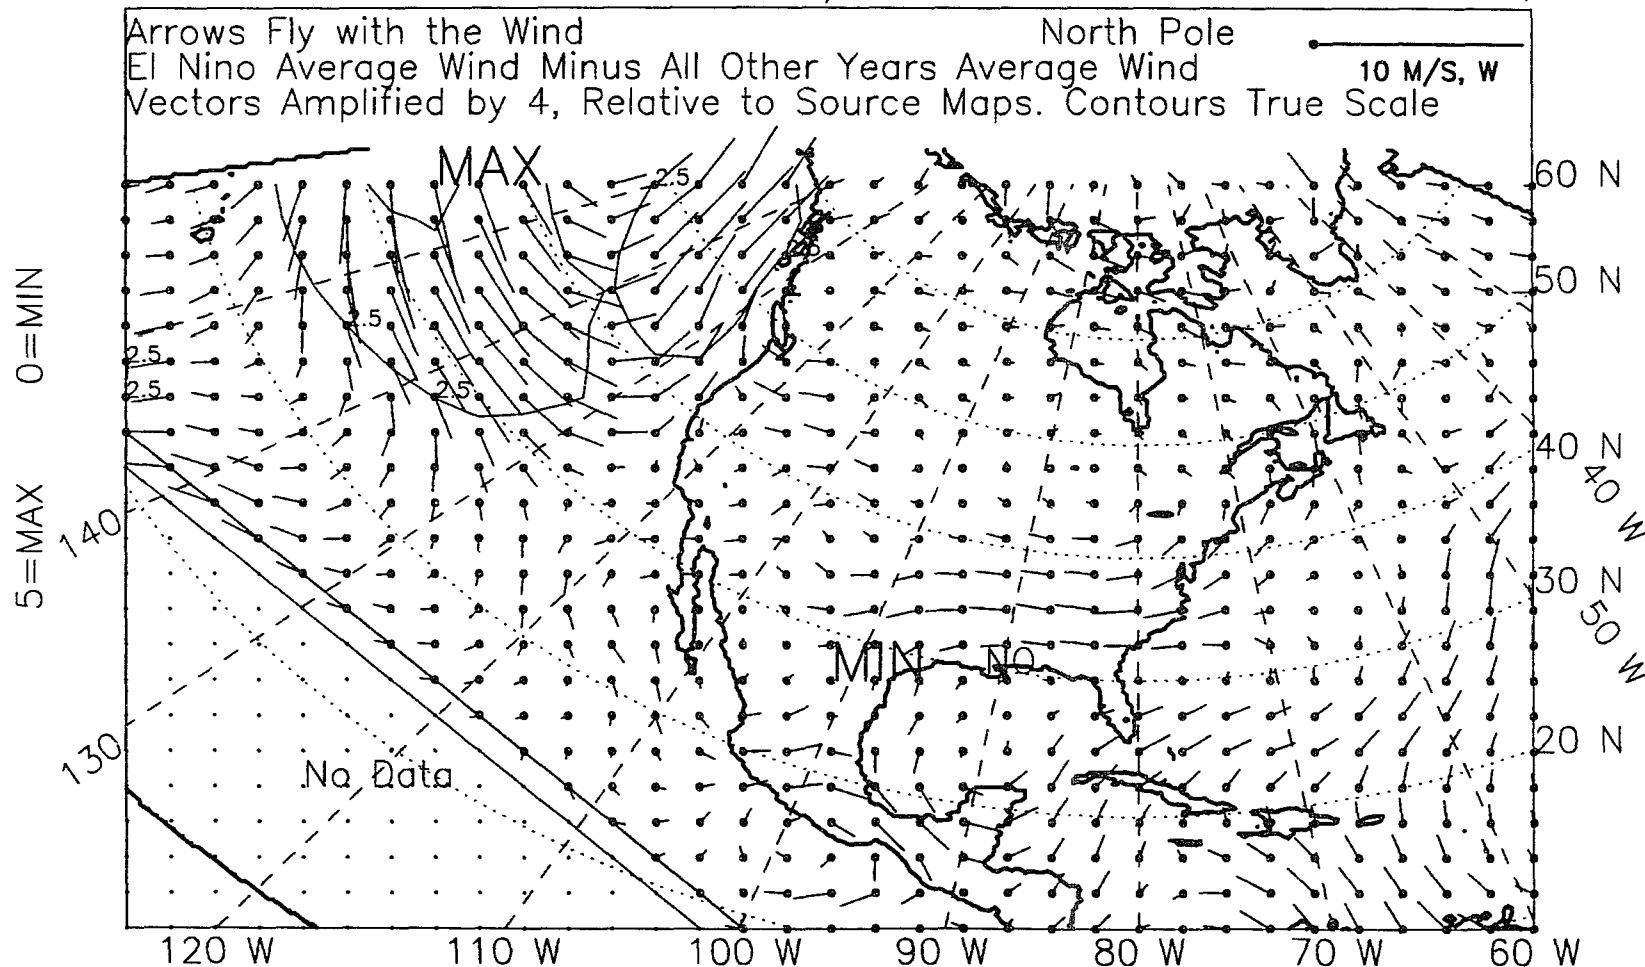 Arrows Fly with the Wind North Pole
10 M/S, W
El Nino Average Wind Minus All Other Years Average Wind
Vectors Amplified by 4, Relative to Source Maps. Contours True Scale
MAX
2.5
60 N
50 N
0=MIN
2.5
2.5
2.5
2.5
40 N
40 W
5=MAX
140
30 N
50 W
MIN NO
130
No Data
20 N
120 W 110 W 100 W 90 W 80 W 70 W 60 W